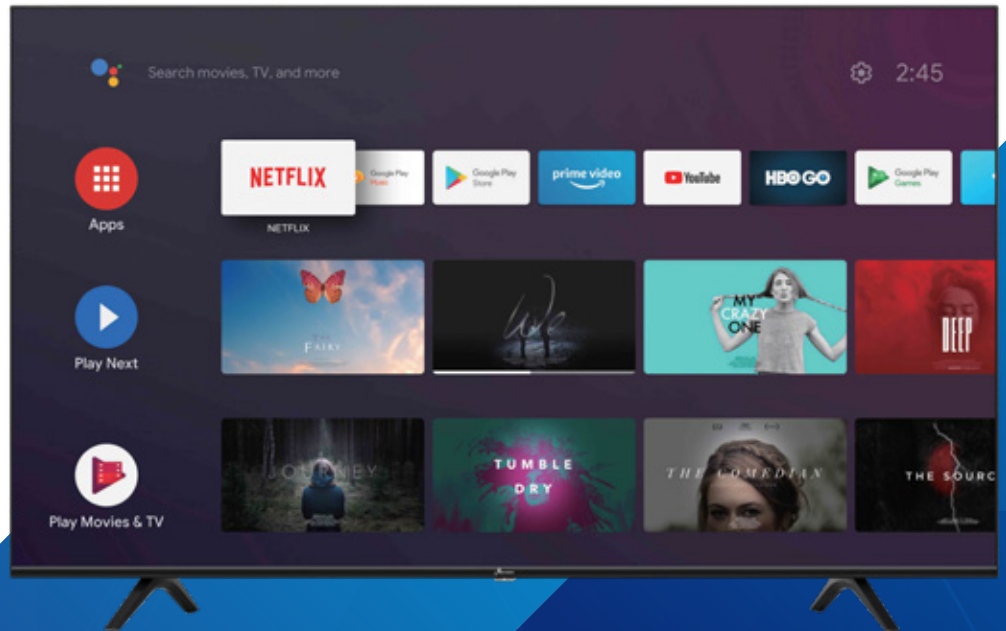 Search movies, TV, and more
2:45
Apps
NETFLIX
Google Play
Music
Google Play
Store
prime video
YouTube
HBO GO
Google Play
Games
NETFLIX
Play Next
THE
FAIRY
live
MY
CRAZY
ONE
DEEP
Play Movies & TV
JOURNEY
TUMBLE
DRY
THE COMEDIAN
THE SOURC